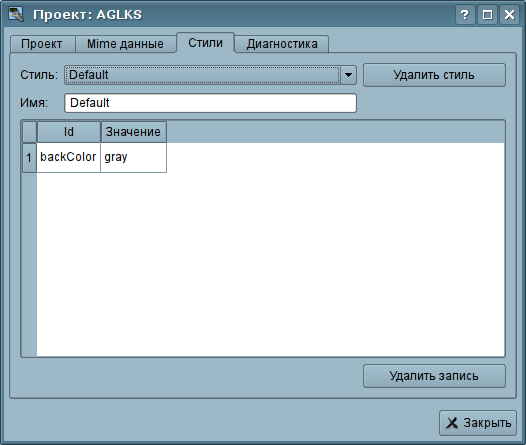 Проект: AGLKS
?
Проект Mime данные Стили Диагностика
Стиль: Default Удалить стиль
Имя: Default
Id Значение
1 backColor gray
Удалить запись
Закрыть